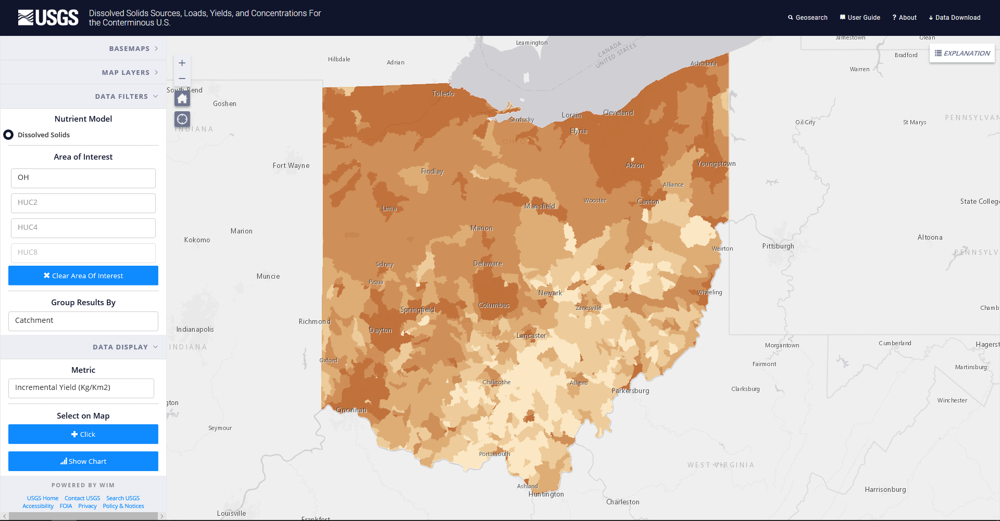 USGS
Dissolved Solids Sources, Loads, Yields, and Concentrations For
the Conterminous U.S.
Geosearch
User Guide
? About
Data Download
BASEMAPS
MAP LAYERS
DATA FILTERS
Nutrient Model
Dissolved Solids
Area of Interest
OH
HUC2
HUC4
HUC8
Clear Area Of Interest
Group Results By
Catchment
DATA DISPLAY
Metric
Incremental Yield (Kg/Km2)
Select on Map
Click
Show Chart
POWERED BY WIM
USGS Home Contact USGS Search USGS
Accessibility FOIA Privacy Policy & Notices
+
−
EXPLANATION
Leamington
CANADA
UNITED STATES
Jamestown
Olean
Hillsdale
Adrian
Ashtabula
Bradford
Warren
South Bend
Toledo
Goshen
Sandusky
Lorain
Cleveland
Oil City
St Marys
PENNSYLVAN
INDIANA
Elyria
OHIO
Fort Wayne
Findlay
Akron
Youngstown
Alliance
Lima
Mansfield
Wooster
Canton
State Colleg
Marion
Marion
Kokomo
Weirton
Pittsburgh
Altoona
PENNSYLV
Sidney
Delaware
Muncie
Piqua
Newark
Wheeling
Springfield
Columbus
Zanesville
Chamb
Richmond
Indianapolis
Dayton
Lancaster
INDIANA
Morgantown
Cumberland
Hagerst
Oxford
Fairmont
Martinsburg
Chillicothe
Athens
Parkersburg
Clarksburg
gton
Winchester
Cincinnati
Seymour
Portsmouth
WEST VIRGINIA
Ashland
Huntington
Harrisonburg
Charleston
Louisville
Frankfort